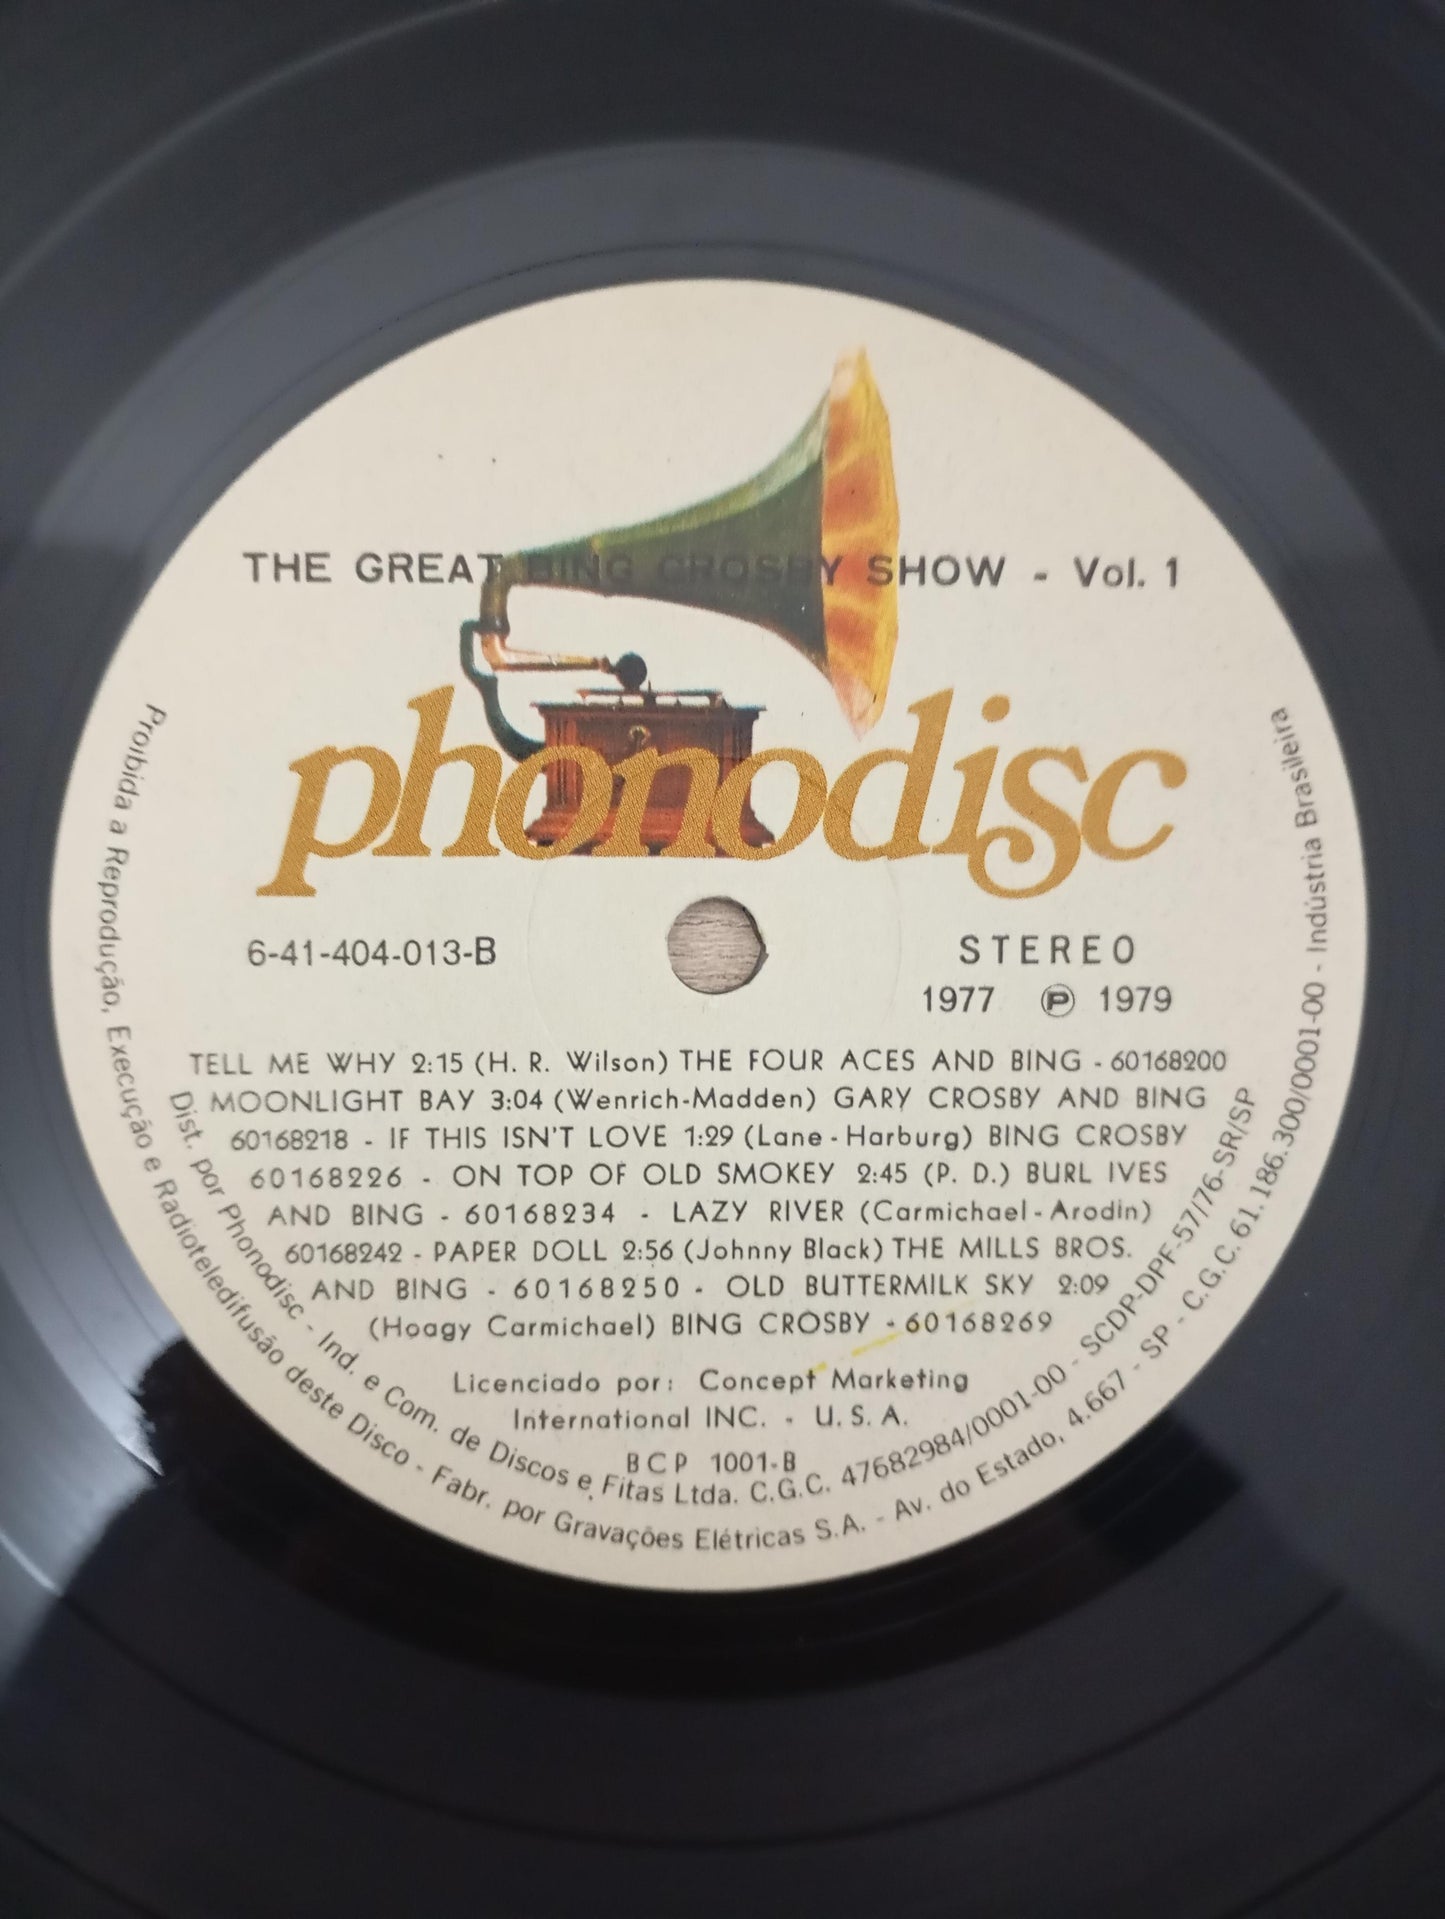 THE GREAT BING CROSBY SHOW - Vol. 1
phonodisc
6-41-404-013-B
STEREO
1977 Ⓟ 1979
TELL ME WHY 2:15 (H. R. Wilson) THE FOUR ACES AND BING - 60168200
MOONLIGHT BAY 3:04 (Wenrich-Madden) GARY CROSBY AND BING
60168218 - IF THIS ISN'T LOVE 1:29 (Lane - Harburg) BING CROSBY
60168226 - ON TOP OF OLD SMOKEY 2:45 (P. D.) BURL IVES
AND BING - 60168234 - LAZY RIVER (Carmichael - Arodin)
60168242 - PAPER DOLL 2:56 (Johnny Black) THE MILLS BROS.
AND BING - 60168250 - OLD BUTTERMILK SKY 2:09
(Hoagy Carmichael) BING CROSBY - 60168269
Licenciado por: Concept Marketing
International INC. - U. S. A.
BCP 1001-B
Dist. por Phonodisc - Ind. e Com. de Discos e Fitas Ltda. C.G.C. 47682984/0001-00 - SCDP-DPF-57/76-SR/SP
Proibida a Reprodução, Execução e Radioteledifusão deste Disco - Fabr. por Gravações Elétricas S.A. - Av. do Estado, 4.667 - SP - C.G.C. 61.186.300/0001-00 - Indústria Brasileira